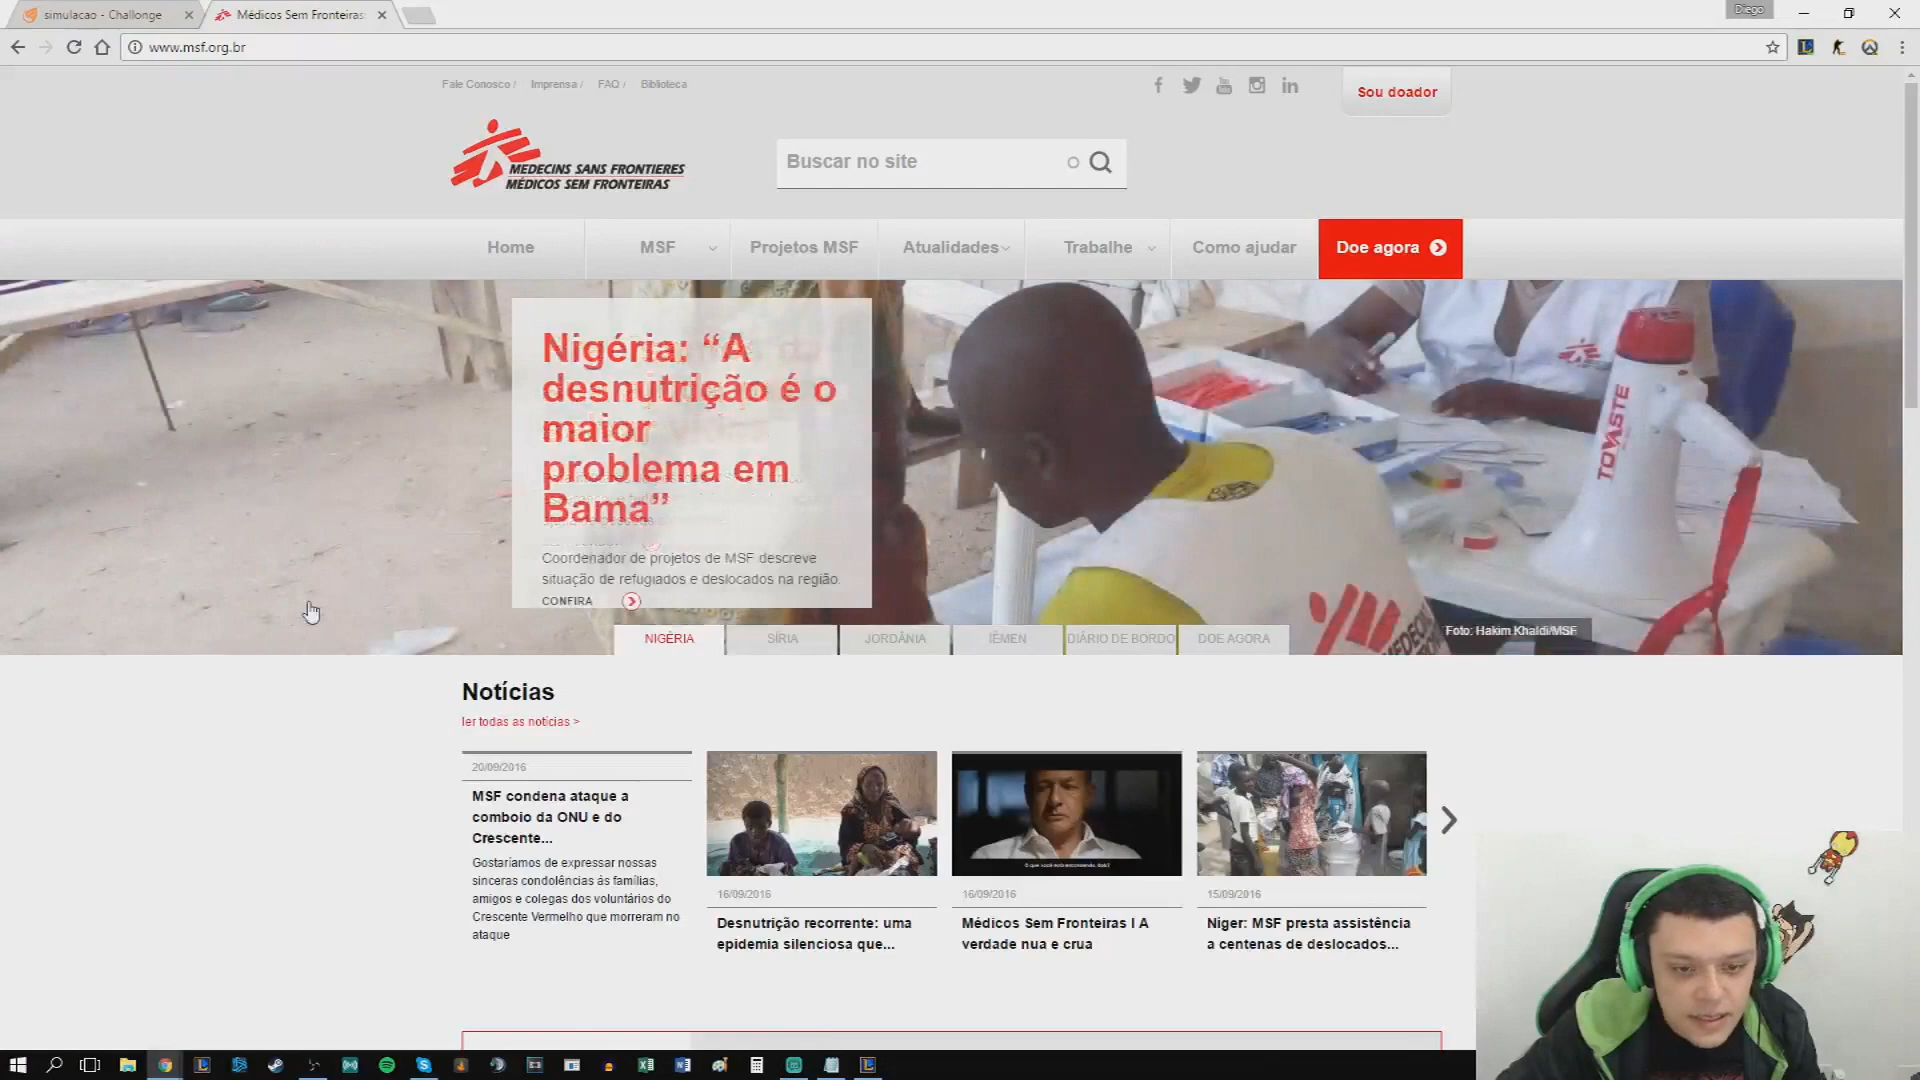 simulacao - Challonge
Médicos Sem Fronteiras
Diego
www.msf.org.br
Fale Conosco /
Imprensa /
FAQ /
Biblioteca
Sou doador
MEDECINS SANS FRONTIERES
MÉDICOS SEM FRONTEIRAS
Buscar no site
Home
MSF
Projetos MSF
Atualidades
Trabalhe
Como ajudar
Doe agora
Nigéria: “A
desnutrição é o
maior
problema em
Bama”
Coordenador de projetos de MSF descreve
situação de refugiados e deslocados na região.
CONFIRA
TOVASTE
Foto: Hakim Khaldi/MSF
NIGÉRIA
SÍRIA
JORDÂNIA
IÊMEN
DIÁRIO DE BORDO
DOE AGORA
Notícias
ler todas as notícias >
20/09/2016
MSF condena ataque a
comboio da ONU e do
Crescente...
Gostaríamos de expressar nossas
sinceras condolências às famílias,
amigos e colegas dos voluntários do
Crescente Vermelho que morreram no
ataque
16/09/2016
Desnutrição recorrente: uma
epidemia silenciosa que...
16/09/2016
Médicos Sem Fronteiras I A
verdade nua e crua
15/09/2016
Níger: MSF presta assistência
a centenas de deslocados...